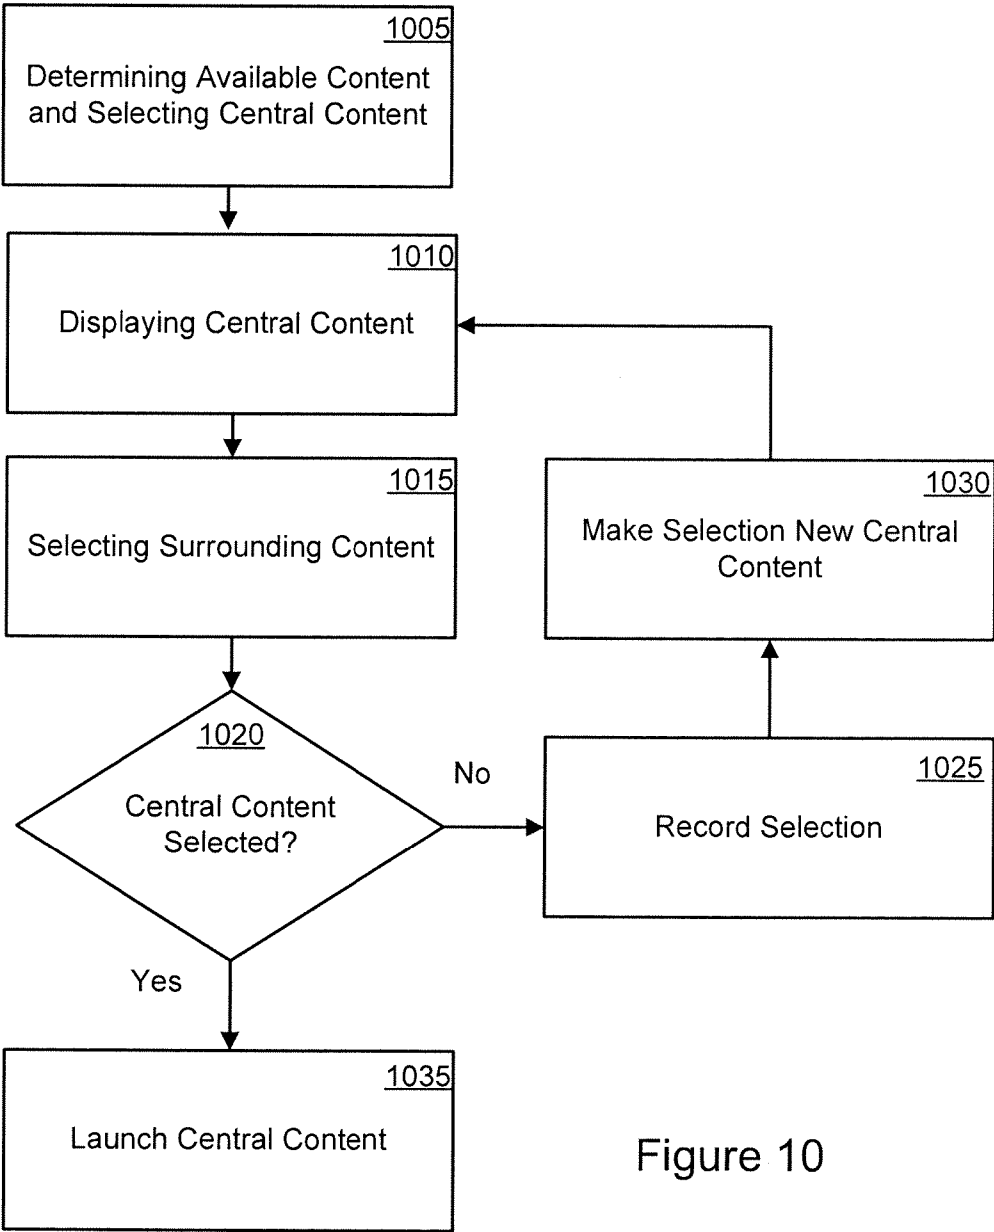 1005
Determining Available Content
and Selecting Central Content
1010
Displaying Central Content
1015
Selecting Surrounding Content
1020
Central Content
Selected?
No
1025
Record Selection
1030
Make Selection New Central
Content
Yes
1035
Launch Central Content
Figure 10